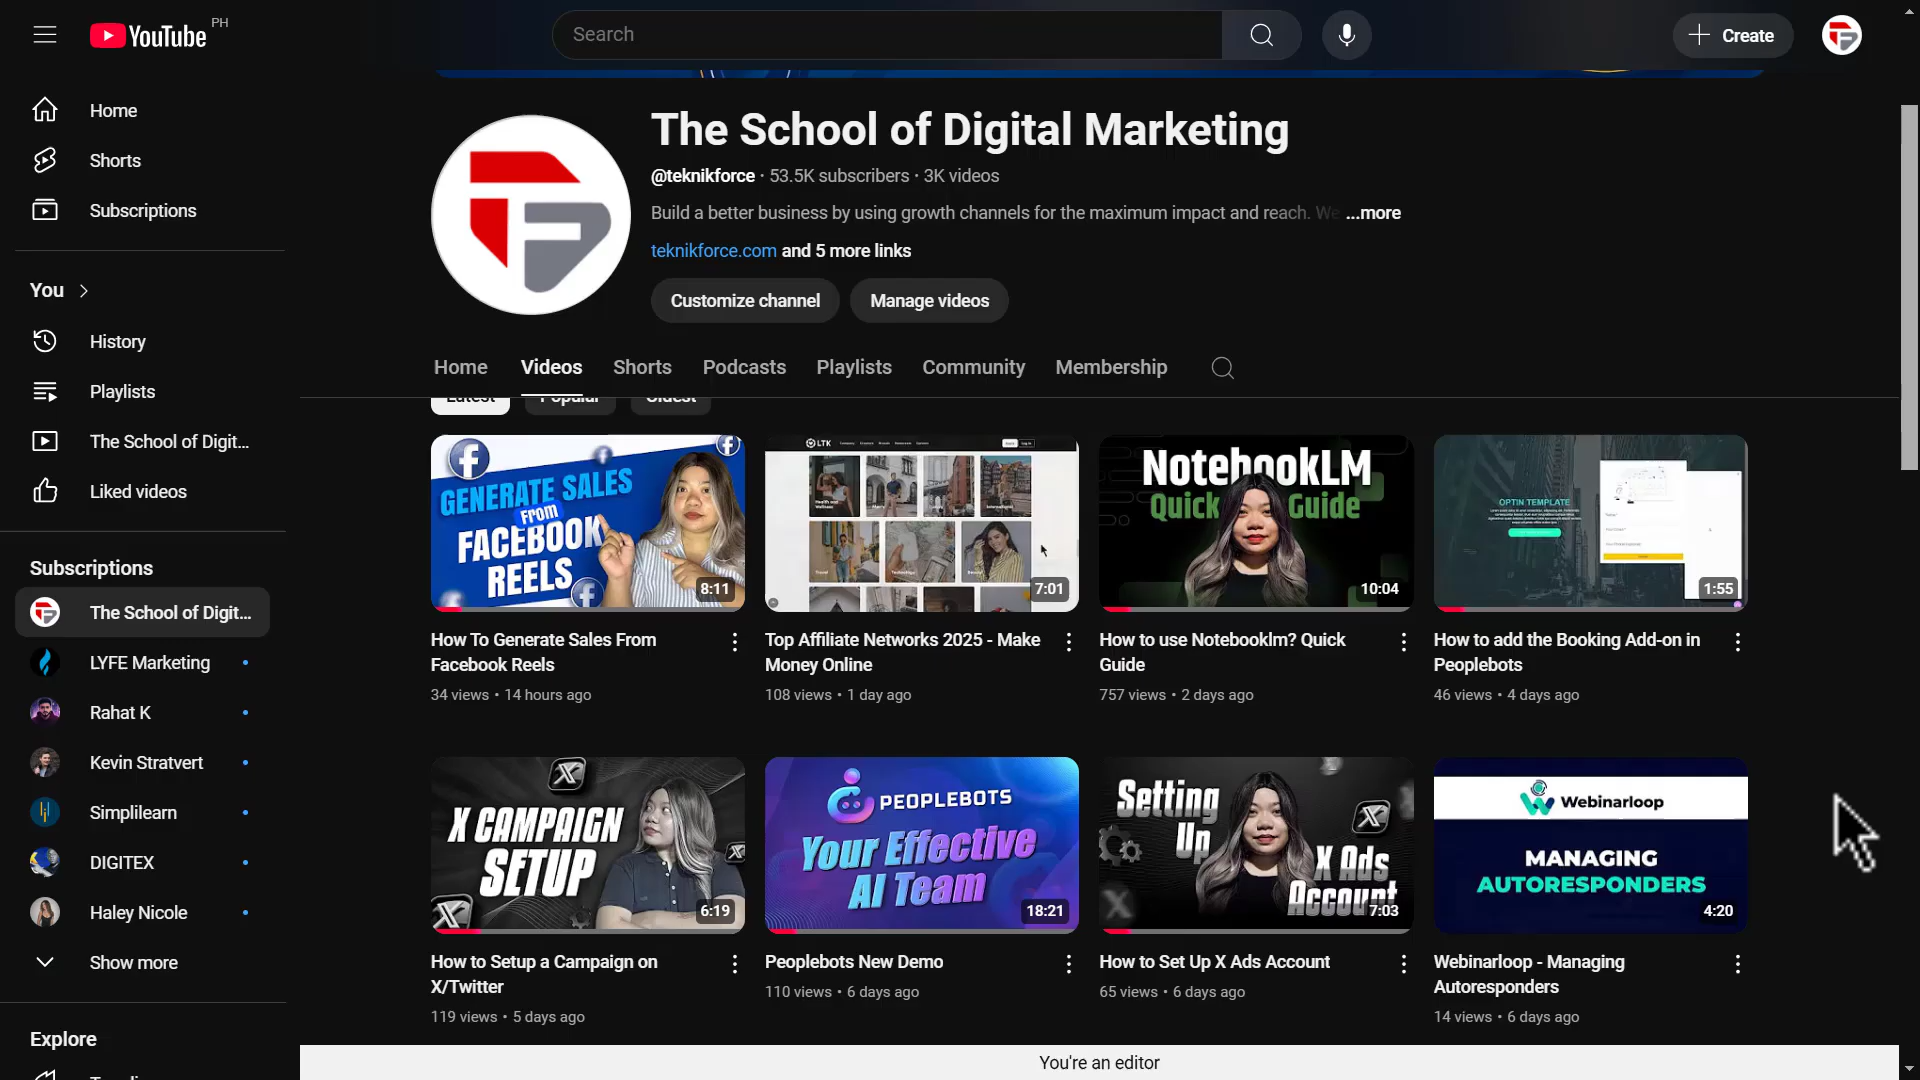 YouTube PH
Search
Create
Home
Shorts
Subscriptions
You
History
Playlists
The School of Digit...
Liked videos
Subscriptions
The School of Digit...
LYFE Marketing
Rahat K
Kevin Stratvert
Simplilearn
DIGITEX
Haley Nicole
Show more
Explore
The School of Digital Marketing
@teknikforce · 53.5K subscribers · 3K videos
Build a better business by using growth channels for the maximum impact and reach. We ...more
teknikforce.com and 5 more links
Customize channel
Manage videos
Home
Videos
Shorts
Podcasts
Playlists
Community
Membership
Latest
Popular
Oldest
GENERATE SALES
From
FACEBOOK
REELS
8:11
LTK
7:01
NotebookLM
Quick Guide
10:04
OPTIN TEMPLATE
1:55
How To Generate Sales From
Facebook Reels
34 views • 14 hours ago
Top Affiliate Networks 2025 - Make
Money Online
108 views • 1 day ago
How to use Notebooklm? Quick
Guide
757 views • 2 days ago
How to add the Booking Add-on in
Peoplebots
46 views • 4 days ago
X CAMPAIGN
SETUP
6:19
PEOPLEBOTS
Your Effective
AI Team
18:21
Setting
Up
X Ads
Account
7:03
Webinarloop
MANAGING
AUTORESPONDERS
4:20
How to Setup a Campaign on
X/Twitter
119 views • 5 days ago
Peoplebots New Demo
110 views • 6 days ago
How to Set Up X Ads Account
65 views • 6 days ago
Webinarloop - Managing
Autoresponders
14 views • 6 days ago
You're an editor